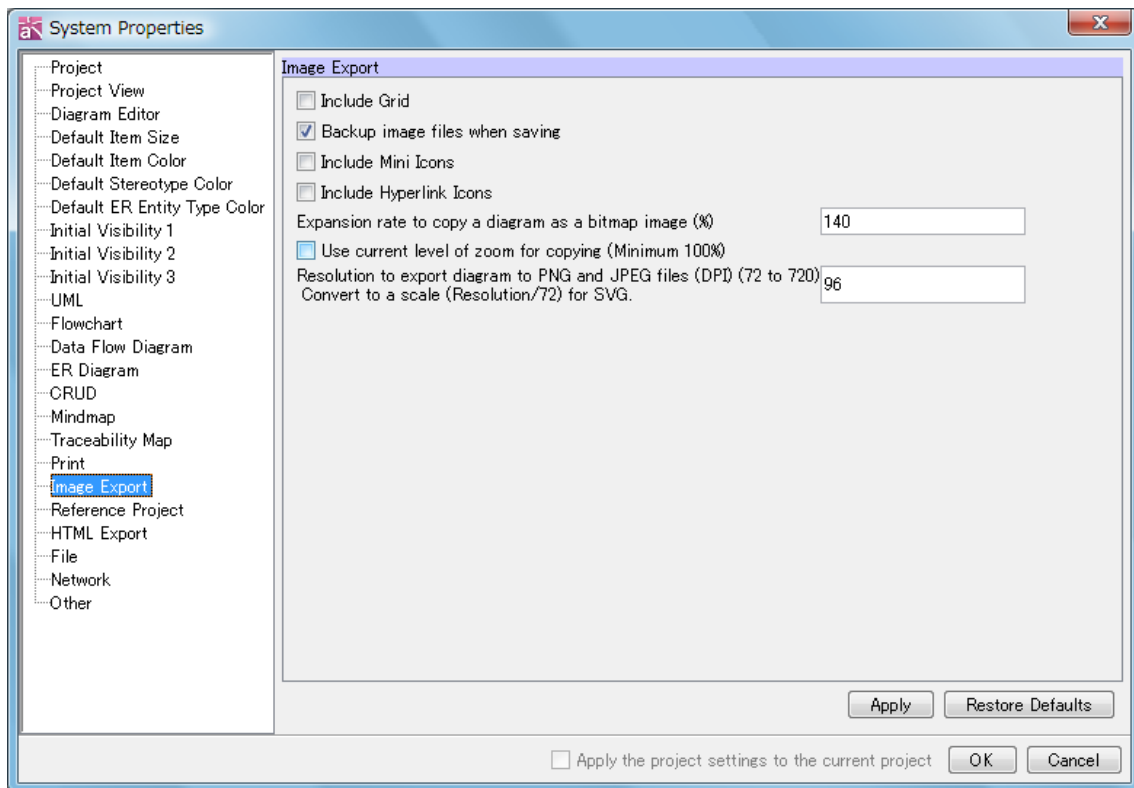 System Properties
Project
Project View
Diagram Editor
Default Item Size
Default Item Color
Default Stereotype Color
Default ER Entity Type Color
Initial Visibility 1
Initial Visibility 2
Initial Visibility 3
UML
Flowchart
Data Flow Diagram
ER Diagram
CRUD
Mindmap
Traceability Map
Print
Image Export
Reference Project
HTML Export
File
Network
Other
Image Export
Include Grid
Backup image files when saving
Include Mini Icons
Include Hyperlink Icons
Expansion rate to copy a diagram as a bitmap image (%) 140
Use current level of zoom for copying (Minimum 100%)
Resolution to export diagram to PNG and JPEG files (DPI) (72 to 720) 96
Convert to a scale (Resolution/72) for SVG.
Apply Restore Defaults
Apply the project settings to the current project OK Cancel